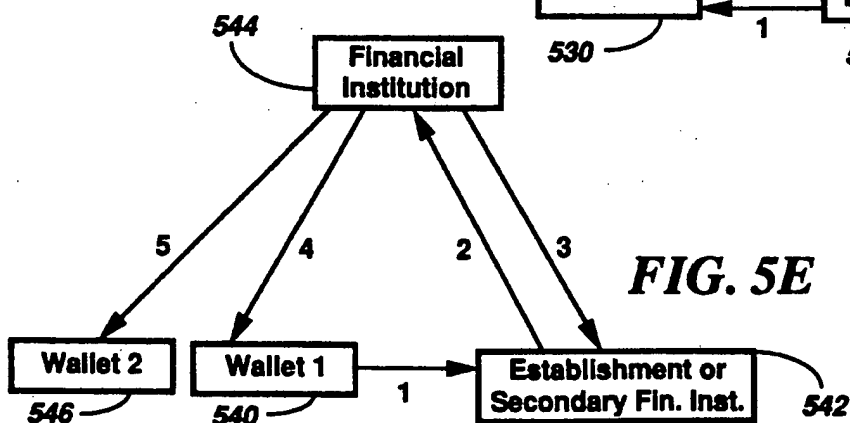 544
530
1
Financial
Institution
5
4
2
3
FIG. 5E
Wallet 2
Wallet 1
1
Establishment or
Secondary Fin. Inst.
546
540
542